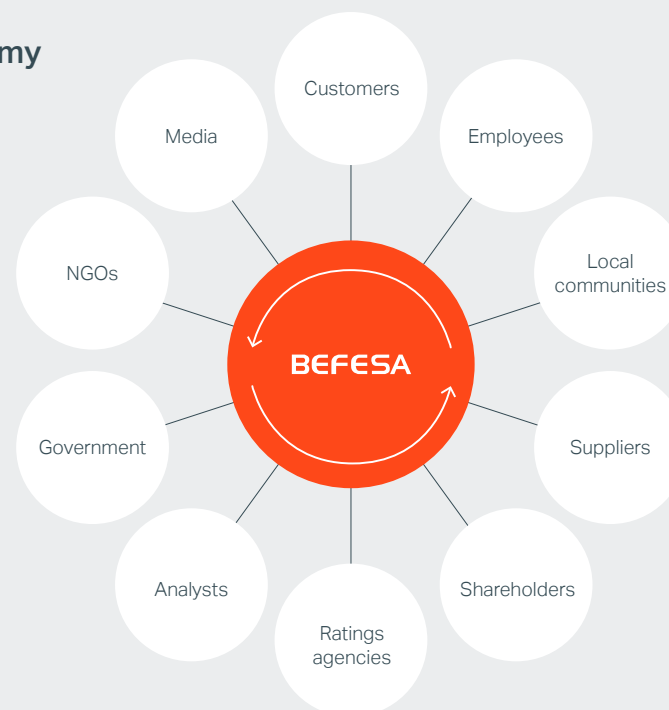 my
Customers
Employees
Local
communities
Suppliers
Shareholders
Ratings
agencies
Analysts
Government
NGOs
Media
BEFESA